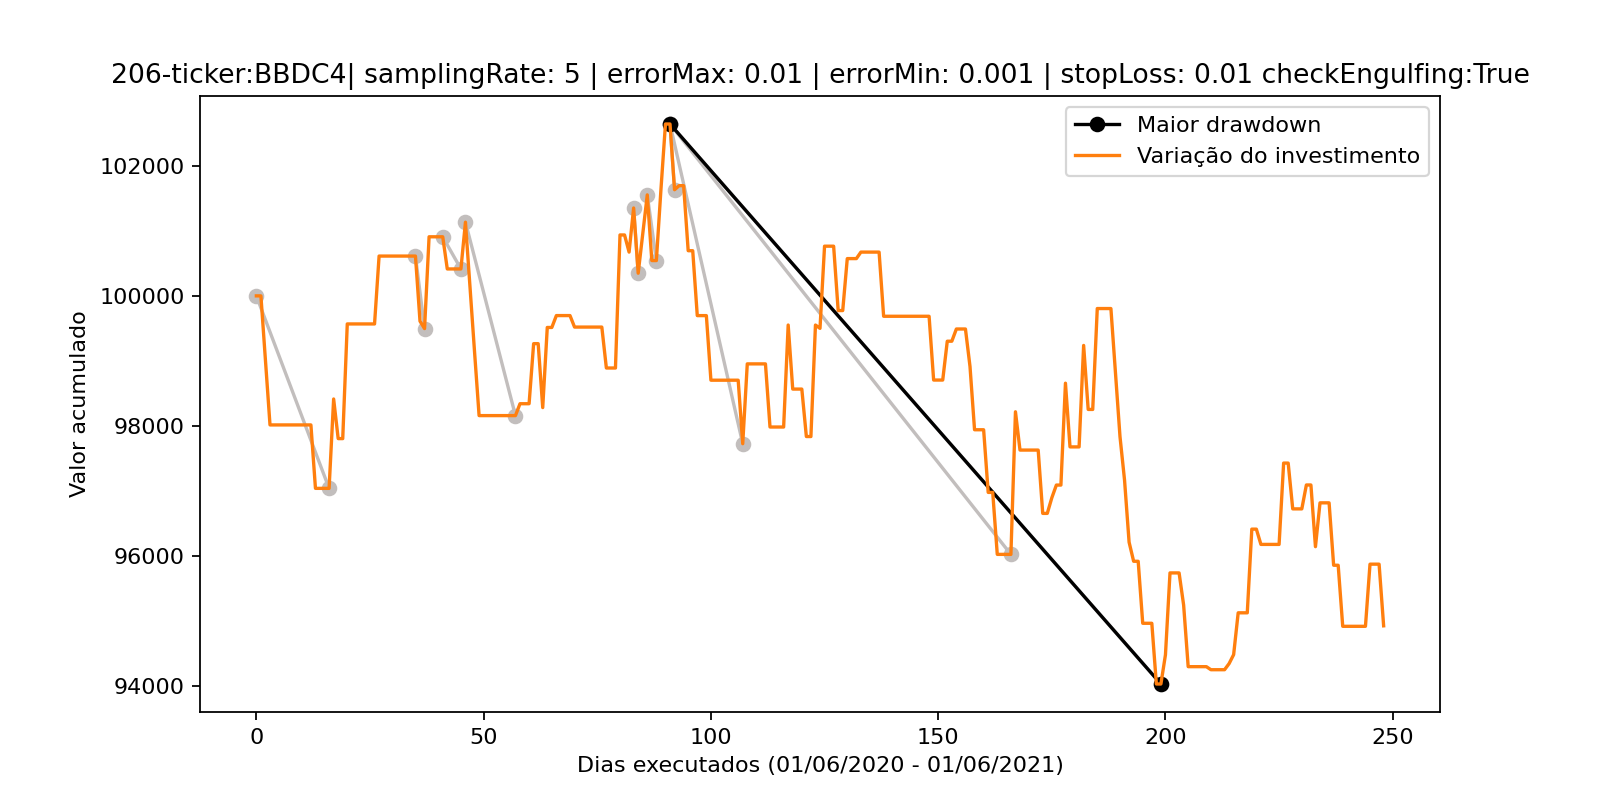 206-ticker:BBDC4| samplingRate: 5 | errorMax: 0.01 | errorMin: 0.001 | stopLoss: 0.01 checkEngulfing:True
Maior drawdown
Variação do investimento
102000
100000
98000
96000
94000
Valor acumulado
0 50 100 150 200 250
Dias executados (01/06/2020 - 01/06/2021)